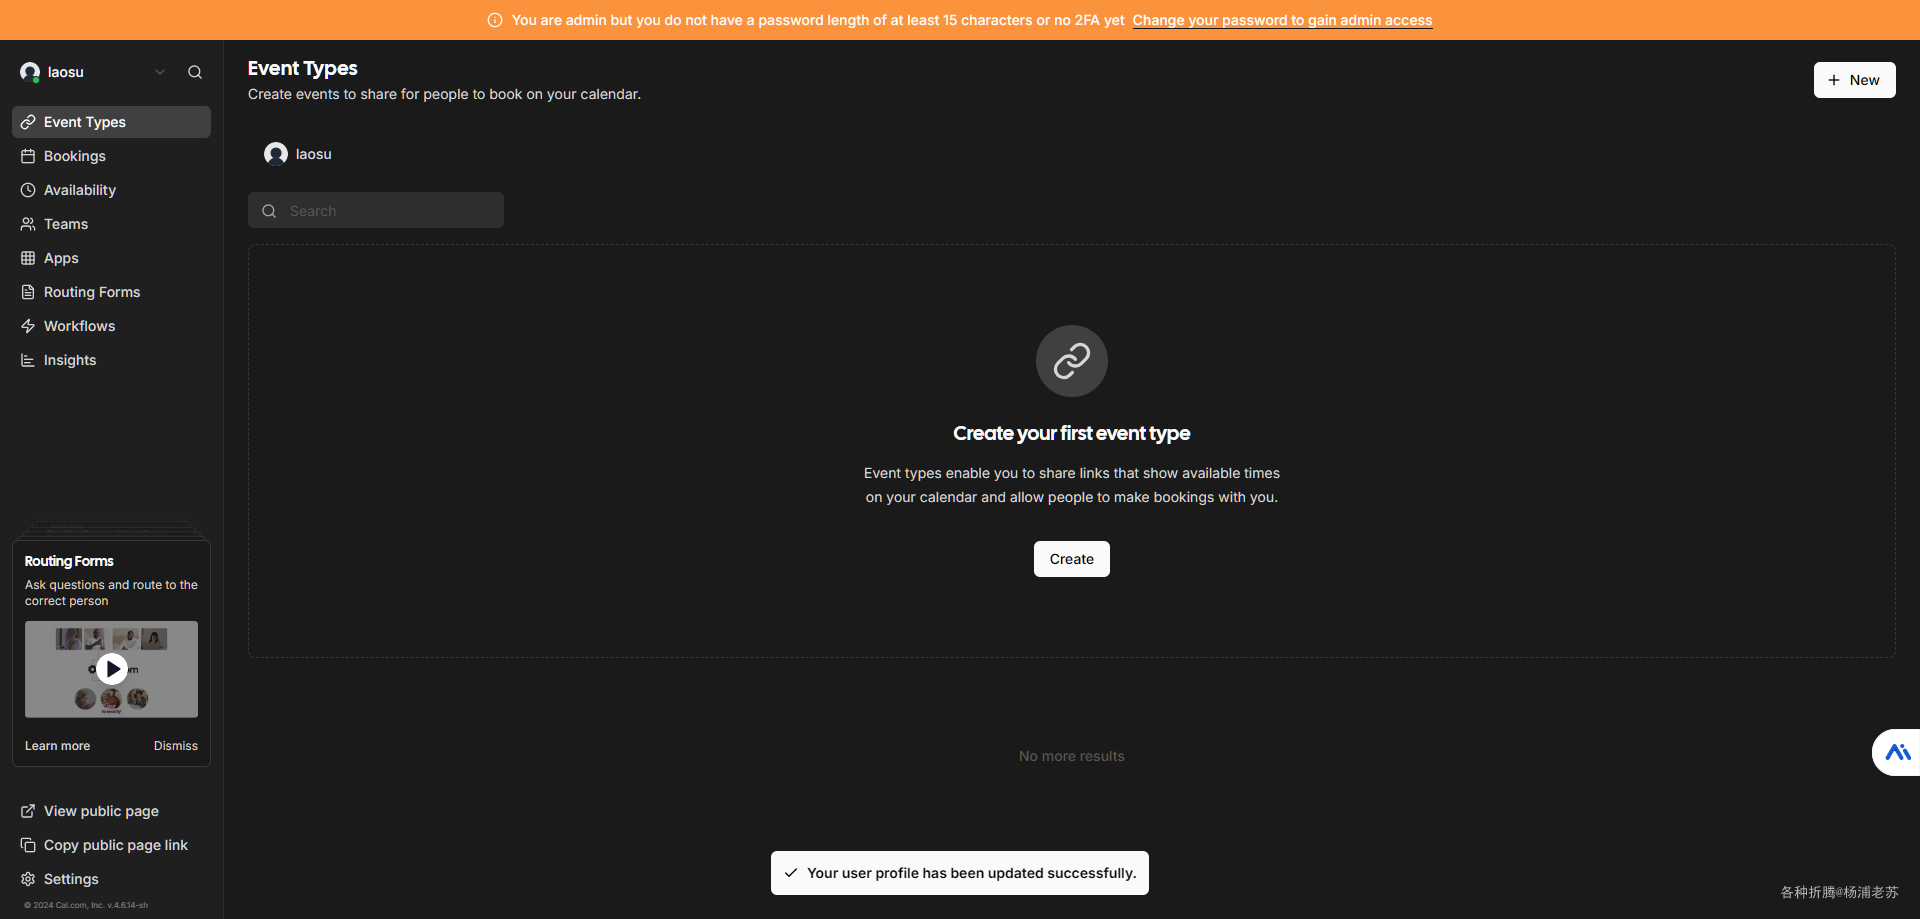 You are admin but you do not have a password length of at least 15 characters or no 2FA yet Change your password to gain admin access
laosu
Event Types
Bookings
Availability
Teams
Apps
Routing Forms
Workflows
Insights
Routing Forms
Ask questions and route to the
correct person
Learn more Dismiss
View public page
Copy public page link
Settings
© 2024 Cal.com, Inc. v.4.6.14-sh
Event Types
Create events to share for people to book on your calendar.
New
laosu
Search
Create your first event type
Event types enable you to share links that show available times
on your calendar and allow people to make bookings with you.
Create
No more results
Your user profile has been updated successfully.
各种折腾@杨浦老苏